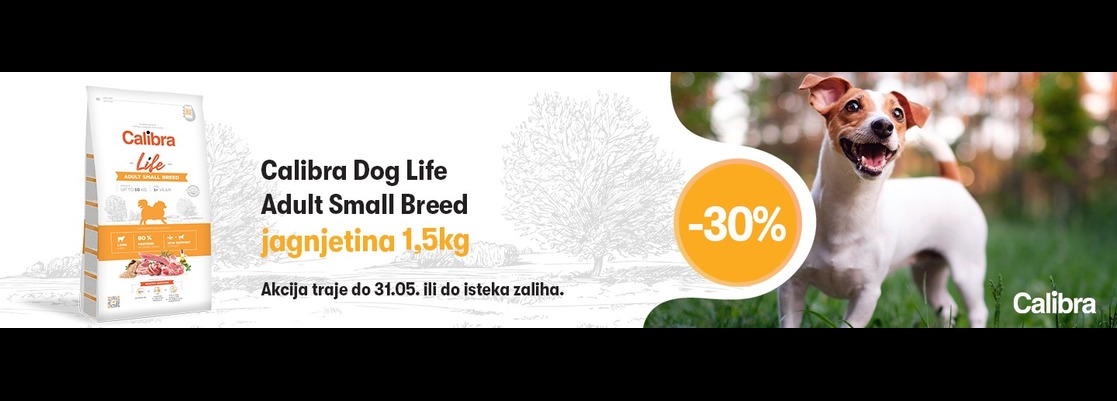 Calibra
Life
ADULT SMALL BREED
Calibra Dog Life
Adult Small Breed
jagnjetina 1,5kg
Akcija traje do 31.05. ili do isteka zaliha.
-30%
Calibra